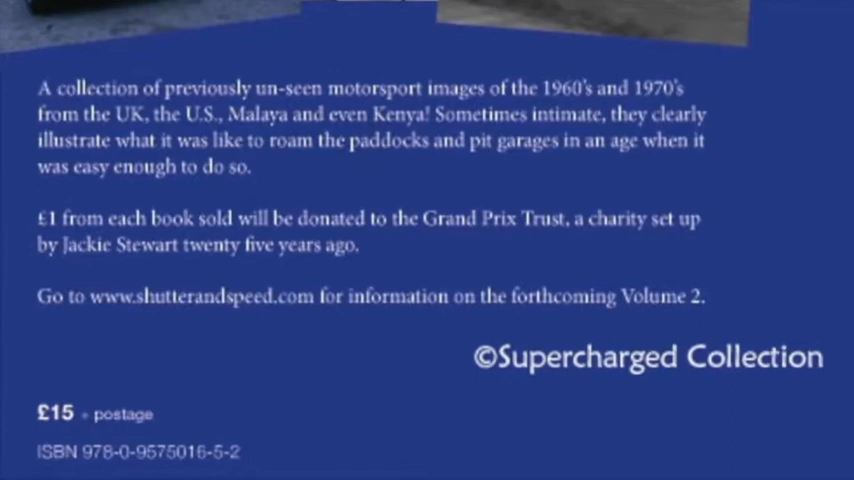 A collection of previously un-seen motorsport images of the 1960's and 1970's
from the UK, the U.S., Malaya and even Kenya! Sometimes intimate, they clearly
illustrate what it was like to roam the paddocks and pit garages in an age when it
was easy enough to do so.
£1 from each book sold will be donated to the Grand Prix Trust, a charity set up
by Jackie Stewart twenty five years ago.
Go to www.shutterandspeed.com for information on the forthcoming Volume 2.
©Supercharged Collection
£15 + postage
ISBN 978-0-9575016-5-2